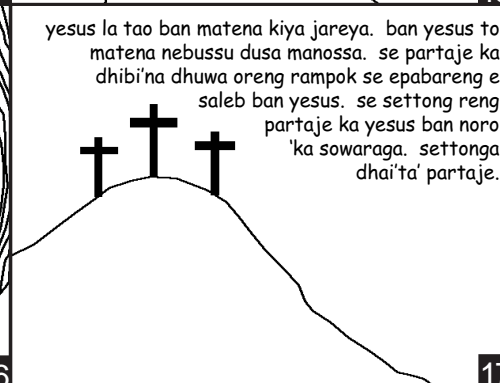 yesus la tao ban matena kiya jareya.  ban yesus to
matena nebussu dusa manossa.  se partaje ka
dhibi'na dhuwa oreng rampok se epabareng e
saleb ban yesus.  se settong reng
partaje ka yesus ban noro
'ka sowaraga.  settonga
dhai'ta' partaje.